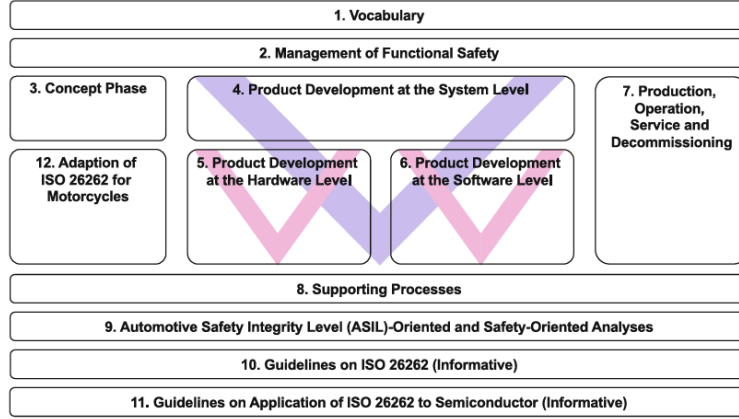 1. Vocabulary
2. Management of Functional Safety
3. Concept Phase
4. Product Development at the System Level
7. Production,
Operation,
Service and
Decommissioning
12. Adaption of
ISO 26262 for
Motorcycles
5. Product Development
at the Hardware Level
6. Product Development
at the Software Level
8. Supporting Processes
9. Automotive Safety Integrity Level (ASIL)-Oriented and Safety-Oriented Analyses
10. Guidelines on ISO 26262 (Informative)
11. Guidelines on Application of ISO 26262 to Semiconductor (Informative)